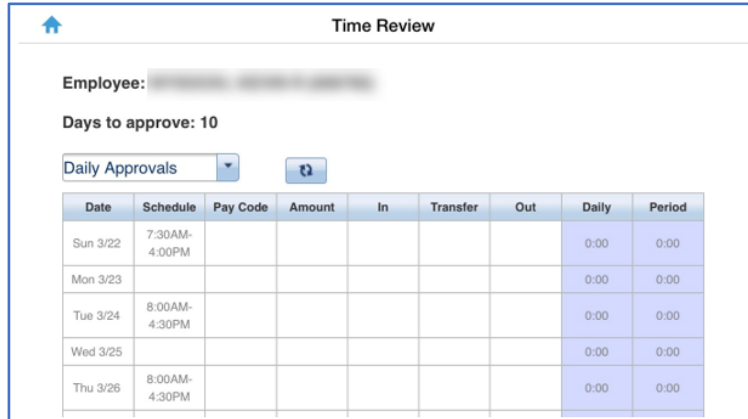 Time Review
Employee:
Days to approve: 10
Daily Approvals
Date Schedule Pay Code Amount In Transfer Out Daily Period
Sun 3/22 7:30AM-4:00PM 0:00 0:00
Mon 3/23 0:00 0:00
Tue 3/24 8:00AM-4:30PM 0:00 0:00
Wed 3/25 0:00 0:00
Thu 3/26 8:00AM-4:30PM 0:00 0:00